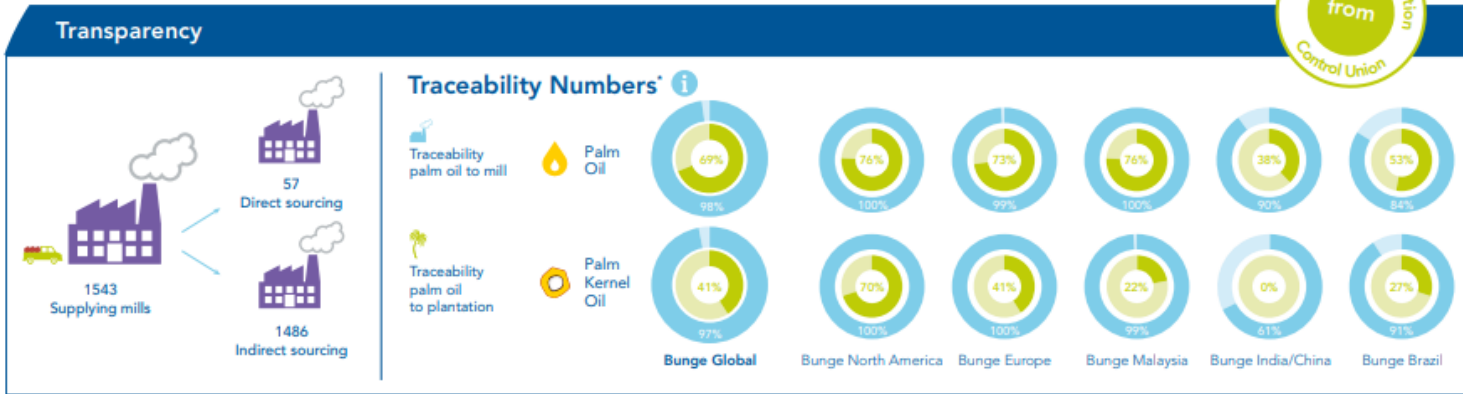 Transparency
from
Control Union
Traceability Numbers*
i
Traceability
palm oil to mill
Palm
Oil
69%
98%
76%
100%
73%
99%
76%
100%
38%
90%
53%
84%
57
Direct sourcing
1543
Supplying mills
1486
Indirect sourcing
Traceability
palm oil
to plantation
Palm
Kernel
Oil
41%
97%
70%
100%
41%
100%
22%
99%
0%
61%
27%
91%
Bunge Global
Bunge North America
Bunge Europe
Bunge Malaysia
Bunge India/China
Bunge Brazil